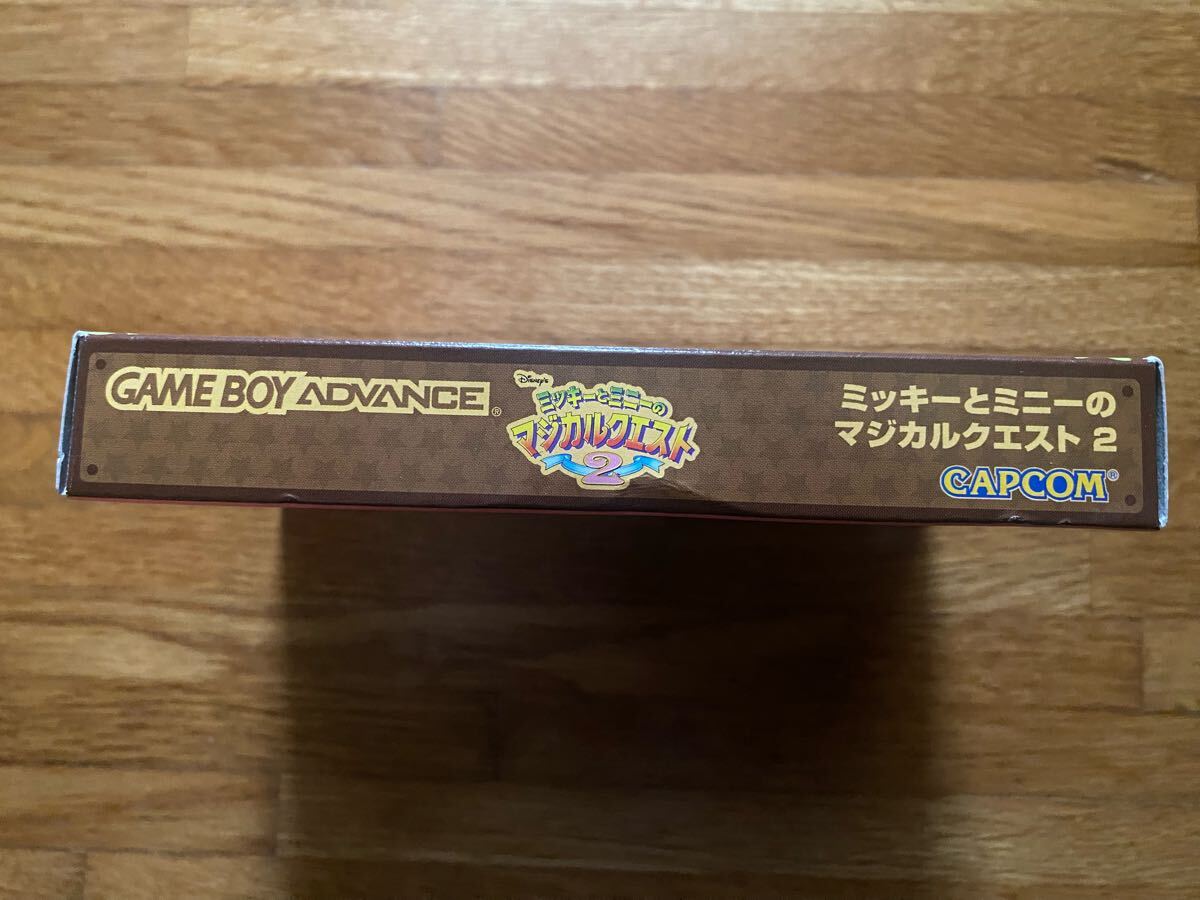 GAME BOY ADVANCE®
Disney's
ミッキーとミニーの
マジカルクエスト
2
ミッキーとミニーの
マジカルクエスト 2
CAPCOM®